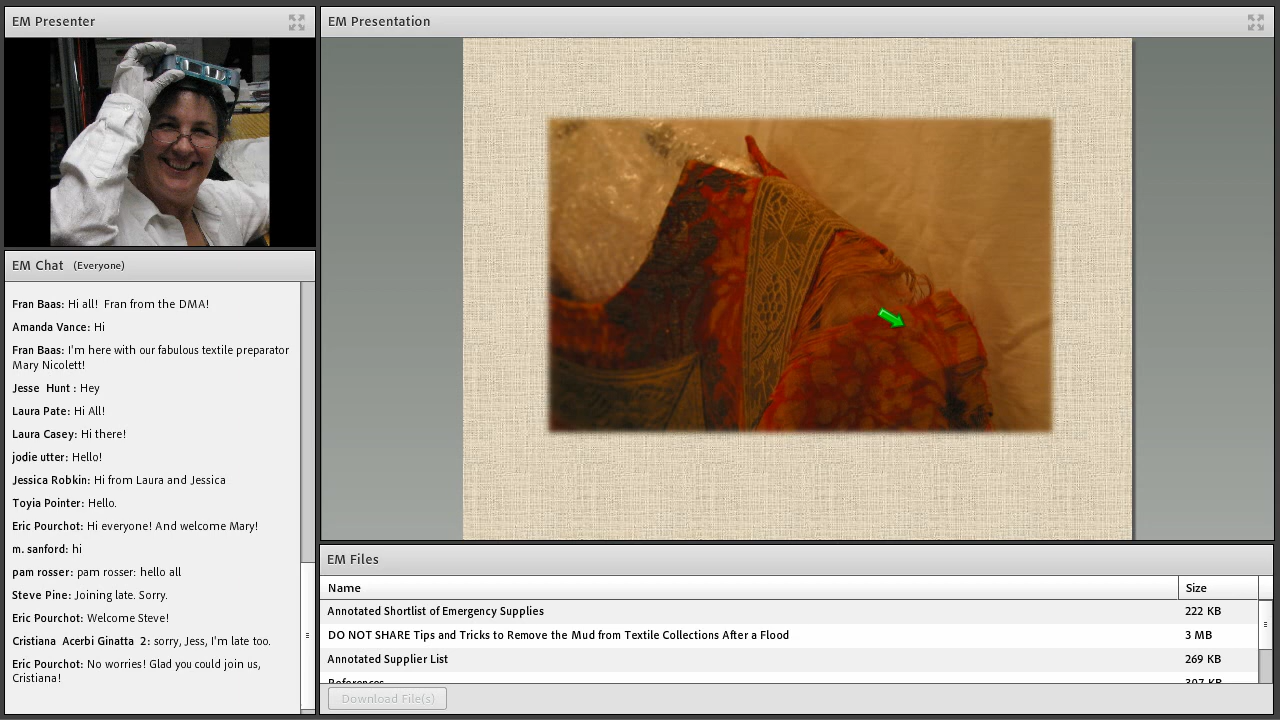 EM Presenter
EM Chat (Everyone)
Fran Baas: Hi all! Fran from the DMA!
Amanda Vance: Hi
Fran Baas: I'm here with our fabulous textile preparator
Mary Nicolett!
Jesse Hunt : Hey
Laura Pate: Hi All!
Laura Casey: Hi there!
jodie utter: Hello!
Jessica Robkin: Hi from Laura and Jessica
Toyia Pointer: Hello.
Eric Pourchot: Hi everyone! And welcome Mary!
m. sanford: hi
pam rosser: pam rosser: hello all
Steve Pine: Joining late. Sorry.
Eric Pourchot: Welcome Steve!
Cristiana Acerbi Ginatta 2: sorry, Jess, I'm late too.
Eric Pourchot: No worries! Glad you could join us,
Cristiana!
EM Presentation
EM Files
Name Size
Annotated Shortlist of Emergency Supplies 222 KB
DO NOT SHARE Tips and Tricks to Remove the Mud from Textile Collections After a Flood 3 MB
Annotated Supplier List 269 KB
References 307 KB
Download File(s)